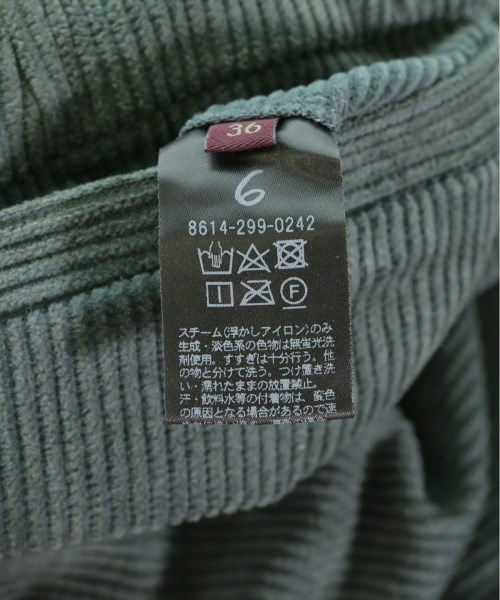 36
6
8614-299-0242
F
スチーム(浮かしアイロン)のみ
生成・淡色系の色物は無蛍光洗
剤使用。すすぎは十分行う。他
の物と分けて洗う。つけ置き洗
い・濡れたままの放置禁止。
汗・飲料水等の付着物は、変色
の原因となる場合があるので速